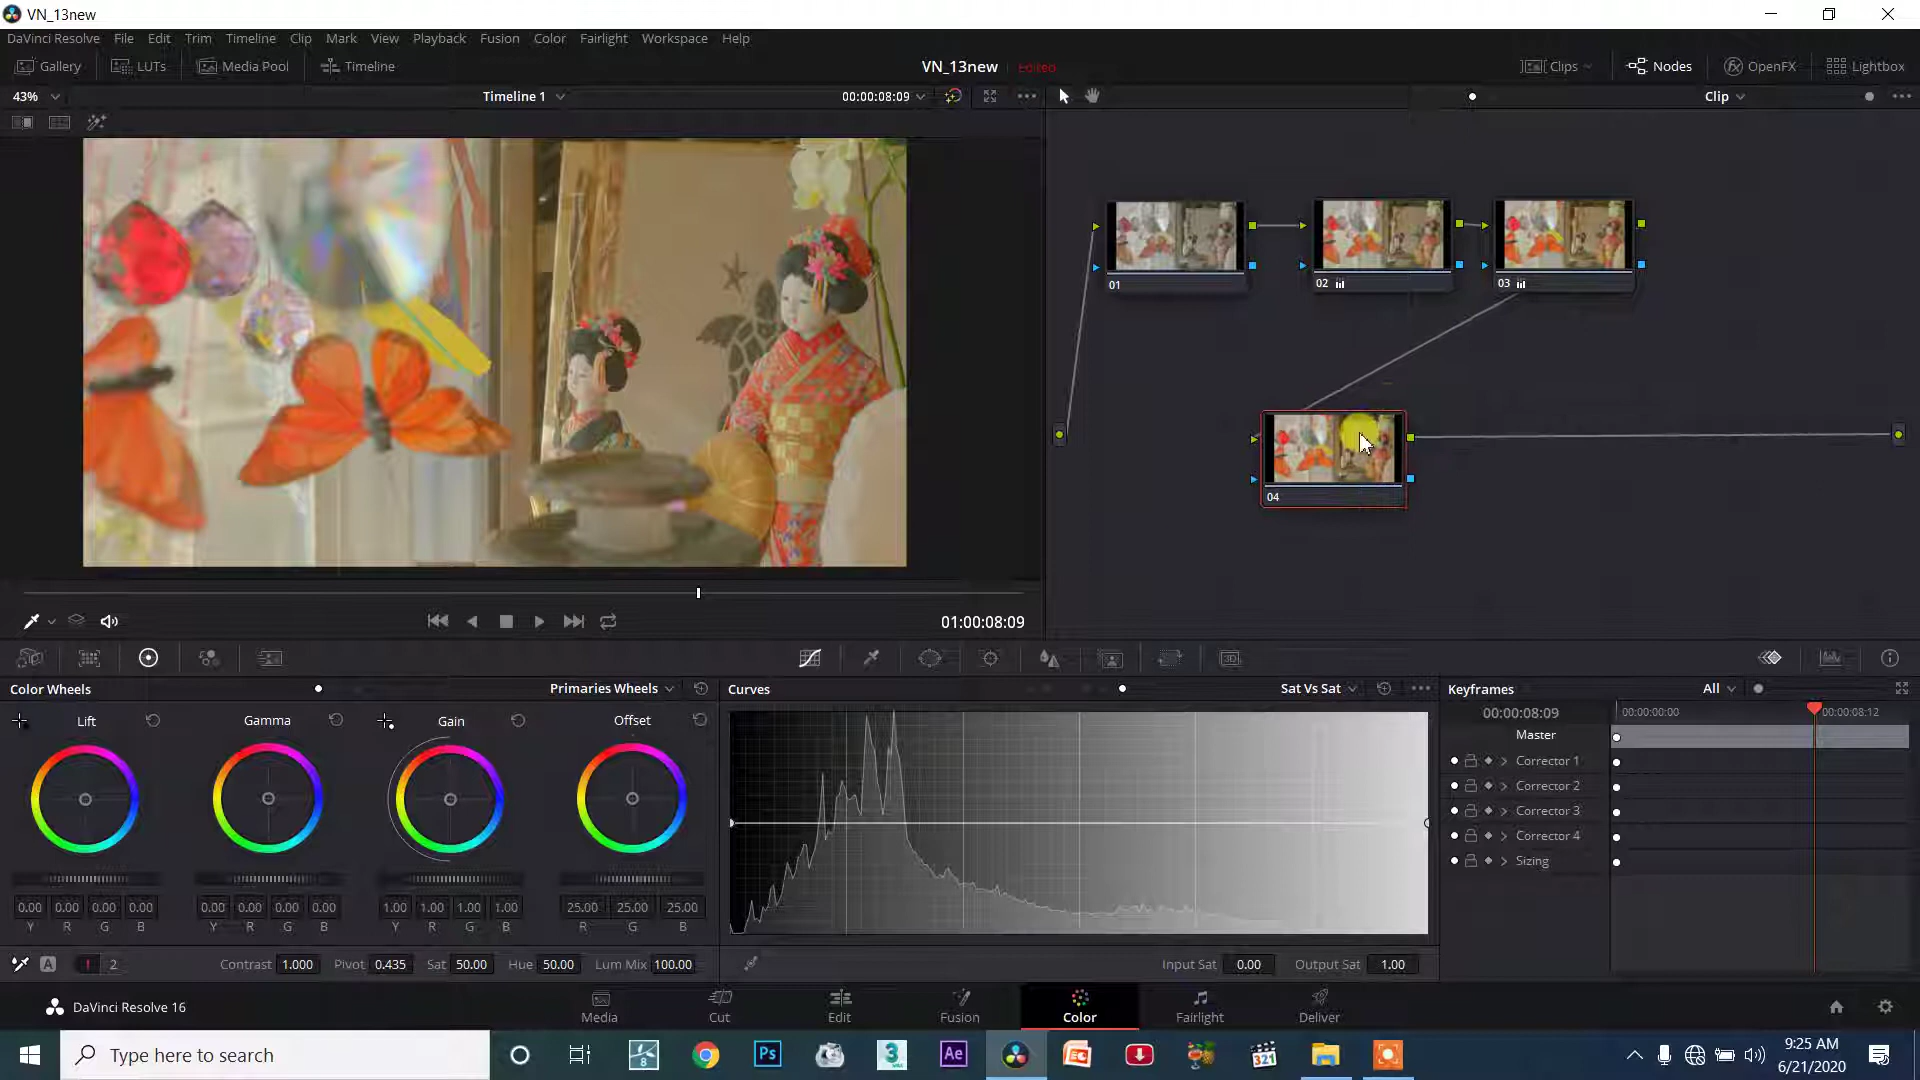 VN_13new
DaVinci Resolve File Edit Trim Timeline Clip Mark View Playback Fusion Color Fairlight Workspace Help
Gallery LUTs Media Pool Timeline VN_13new Edited Clips Nodes OpenFX Lightbox
43% Timeline 1 00:00:08:09 Clip
01
02
03
04
01:00:08:09
Color Wheels Primaries Wheels Curves Sat Vs Sat Keyframes All
Lift Gamma Gain Offset
00:00:08:09 00:00:00:00 00:00:08:12
Master
Corrector 1
Corrector 2
Corrector 3
Corrector 4
Sizing
0.00 0.00 0.00 0.00 0.00 0.00 0.00 0.00 1.00 1.00 1.00 1.00 25.00 25.00 25.00
Y R G B Y R G B Y R G B R G B
A 1 2 Contrast 1.000 Pivot 0.435 Sat 50.00 Hue 50.00 Lum Mix 100.00 Input Sat 0.00 Output Sat 1.00
DaVinci Resolve 16 Media Cut Edit Fusion Color Fairlight Deliver
Type here to search
8 Ps 3 Ae 321
9:25 AM
6/21/2020